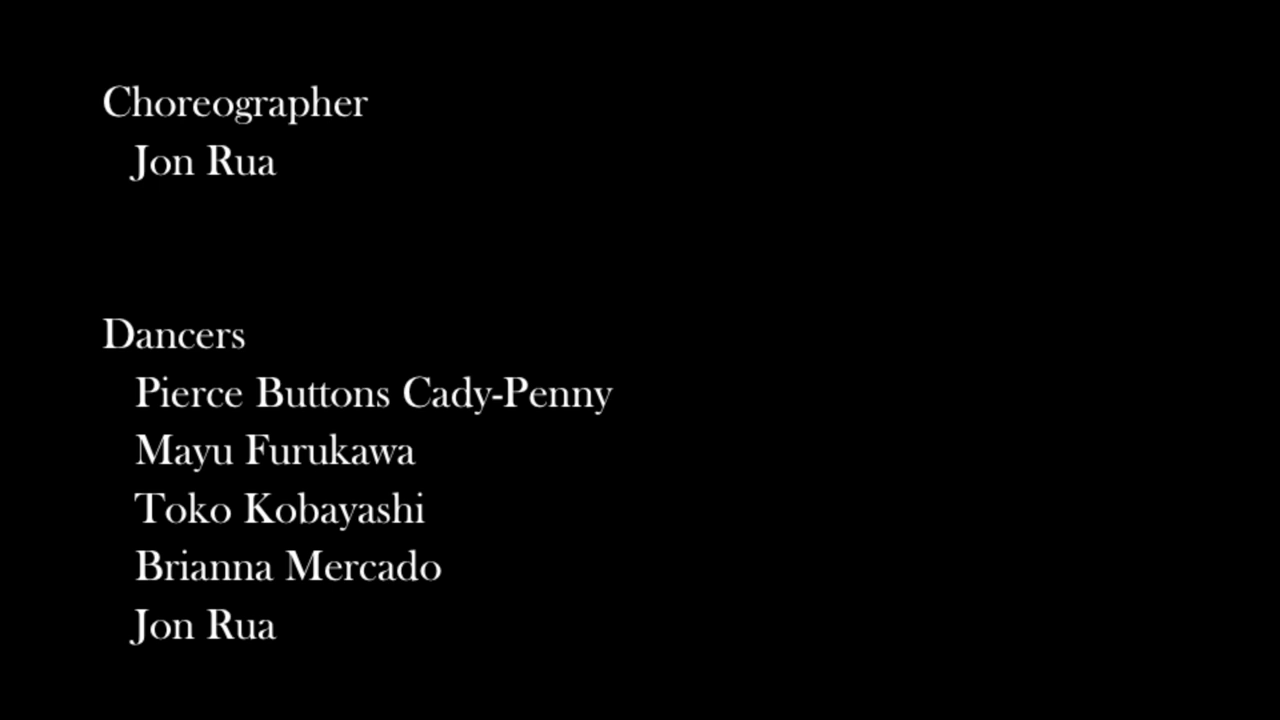 Choreographer
Jon Rua
Dancers
Pierce Buttons Cady-Penny
Mayu Furukawa
Toko Kobayashi
Brianna Mercado
Jon Rua